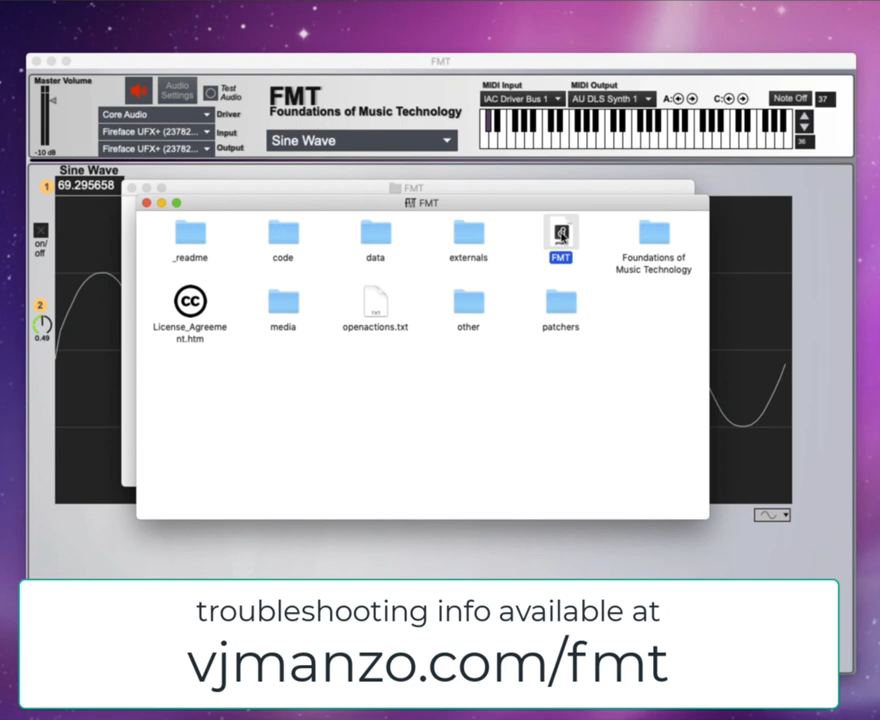 FMT
Master Volume
-10 dB
Audio Settings
Test Audio
Core Audio
Driver
Fireface UFX+ (23782...
Input
Fireface UFX+ (23782...
Output
FMT
Foundations of Music Technology
Sine Wave
MIDI Input
MIDI Output
IAC Driver Bus 1
AU DLS Synth 1
A:
C:
Note Off
37
36
Sine Wave
1
69.295658
on/
off
2
0.49
FMT
FMT
_readme
code
data
externals
FMT
Foundations of
Music Technology
License_Agreeme
nt.htm
media
TXT
openactions.txt
other
patchers
troubleshooting info available at
vjmanzo.com/fmt